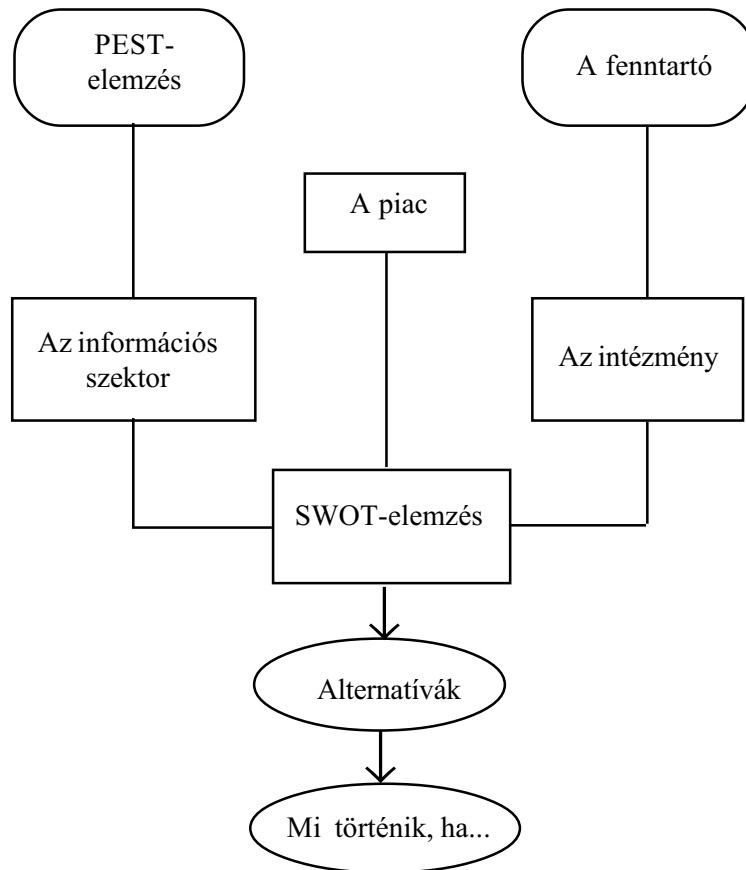 PEST-
elemzés
A fenntartó
A piac
Az információs
szektor
Az intézmény
SWOT-elemzés
Alternatívák
Mi történik, ha...